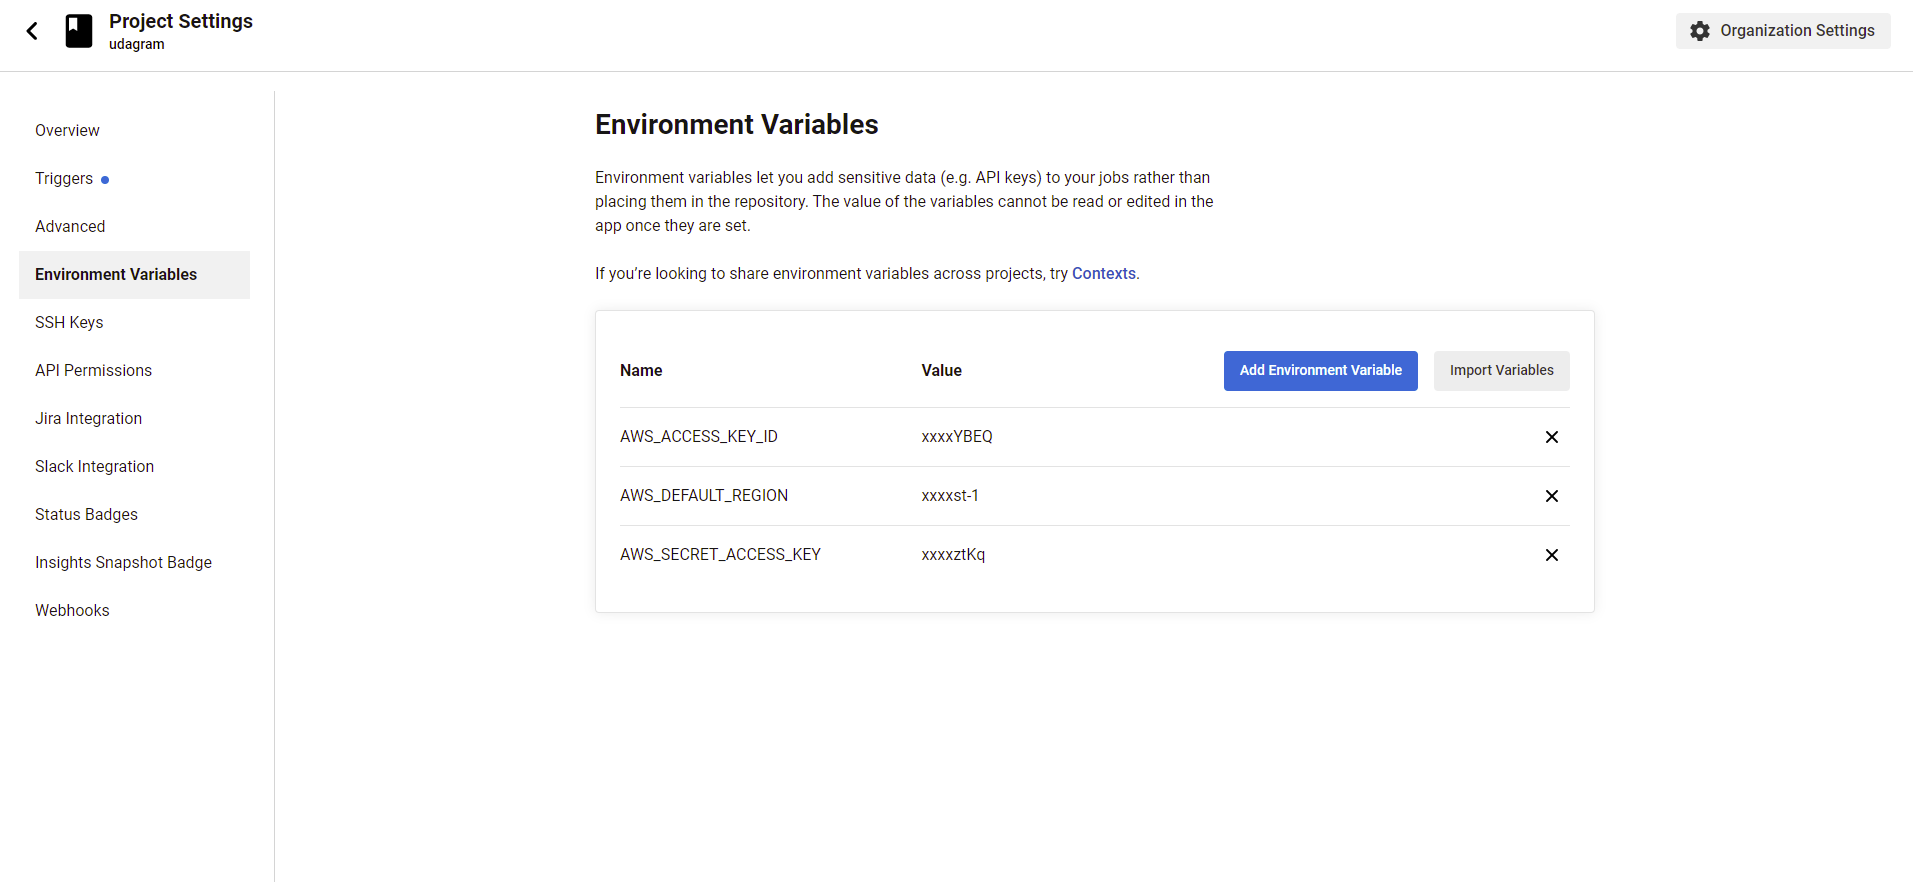 Project Settings
udagram
Organization Settings
Overview
Triggers
Advanced
Environment Variables
SSH Keys
API Permissions
Jira Integration
Slack Integration
Status Badges
Insights Snapshot Badge
Webhooks
Environment Variables
Environment variables let you add sensitive data (e.g. API keys) to your jobs rather than
placing them in the repository. The value of the variables cannot be read or edited in the
app once they are set.
If you’re looking to share environment variables across projects, try Contexts.
Name Value Add Environment Variable Import Variables
AWS_ACCESS_KEY_ID xxxxYBEQ
AWS_DEFAULT_REGION xxxxst-1
AWS_SECRET_ACCESS_KEY xxxxztKq